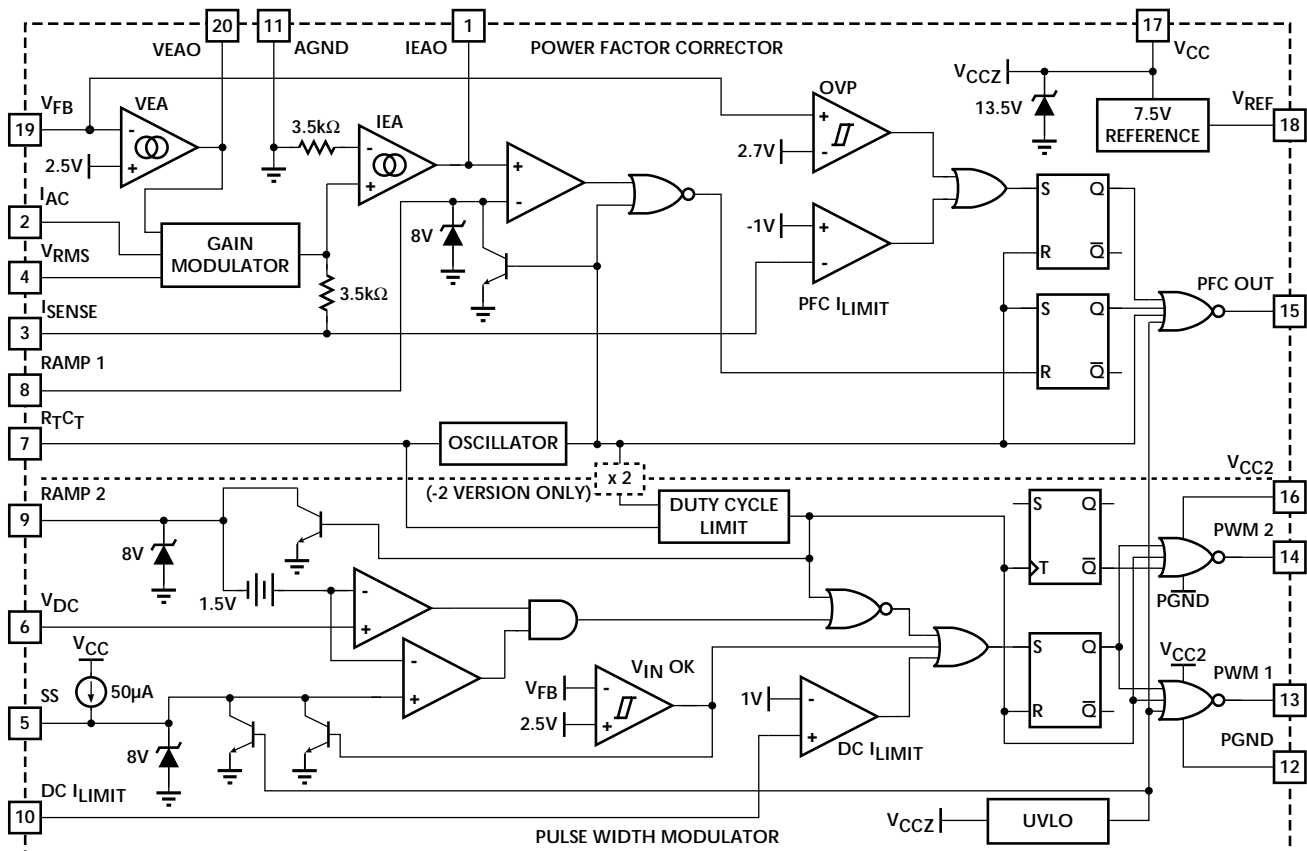 20
11
1
17
VEAO
AGND
IEAO
POWER FACTOR CORRECTOR
VCC
VCCZ
13.5V
7.5V
REFERENCE
VREF
18
VFB
19
VEA
-
+
2.5V
3.5kΩ
IEA
-
+
+
-
OVP
+
-
2.7V
IAC
2
VRMS
4
GAIN
MODULATOR
3.5kΩ
8V
-1V
+
-
PFC ILIMIT
S Q
R Q
S Q
R Q
PFC OUT
15
ISENSE
3
RAMP 1
8
RTCT
7
OSCILLATOR
x 2
(-2 VERSION ONLY)
DUTY CYCLE
LIMIT
VCC2
16
RAMP 2
9
8V
1.5V
-
+
-
+
S Q
T Q
PWM 2
14
PGND
VDC
6
VCC
50µA
SS
5
8V
VIN OK
VFB
-
2.5V
+
1V
-
+
DC ILIMIT
S Q
R Q
VCC2
PWM 1
13
PGND
12
DC ILIMIT
10
PULSE WIDTH MODULATOR
VCCZ
UVLO